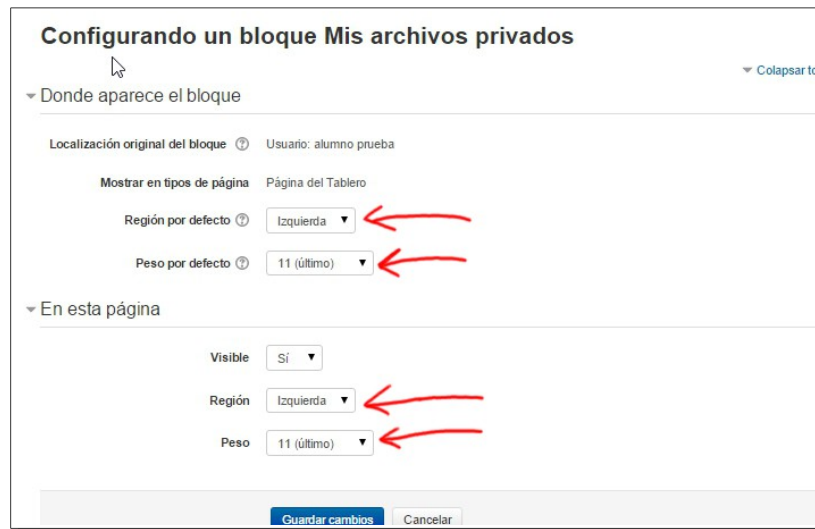 Configurando un bloque Mis archivos privados
Colapsar to
Donde aparece el bloque
Localización original del bloque Usuario: alumno prueba
Mostrar en tipos de página Página del Tablero
Región por defecto Izquierda
Peso por defecto 11 (último)
En esta página
Visible Sí
Región Izquierda
Peso 11 (último)
Guardar cambios Cancelar